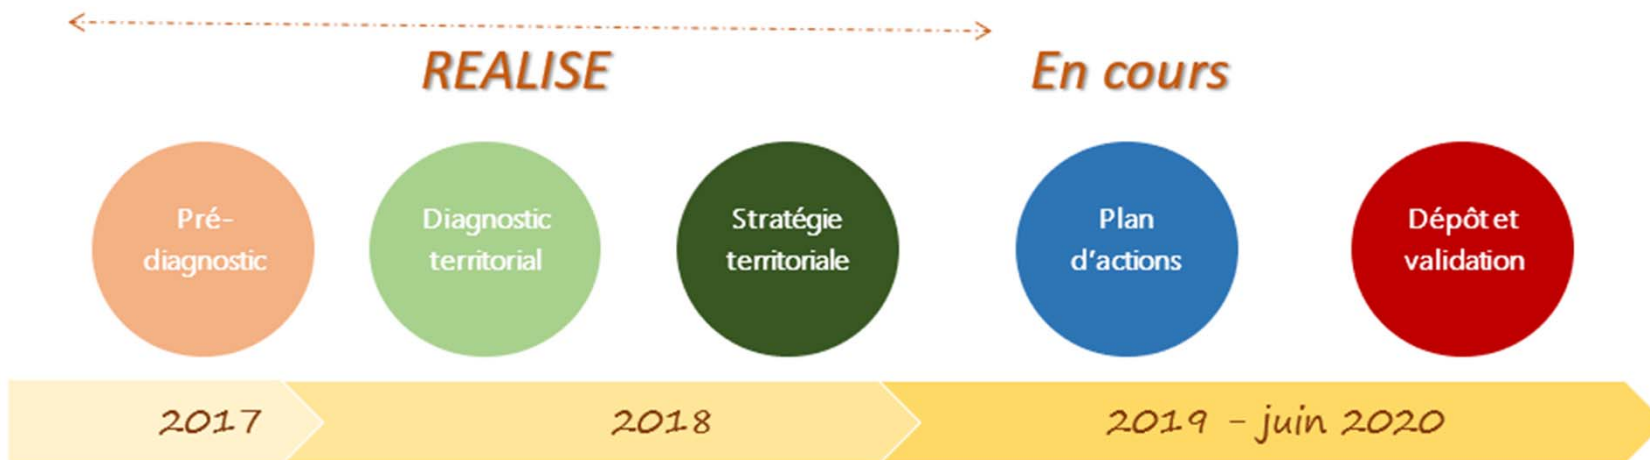 REALISE
En cours
Pré-
diagnostic
Diagnostic
territorial
Stratégie
territoriale
Plan
d'actions
Dépôt et
validation
2017
2018
2019 - juin 2020